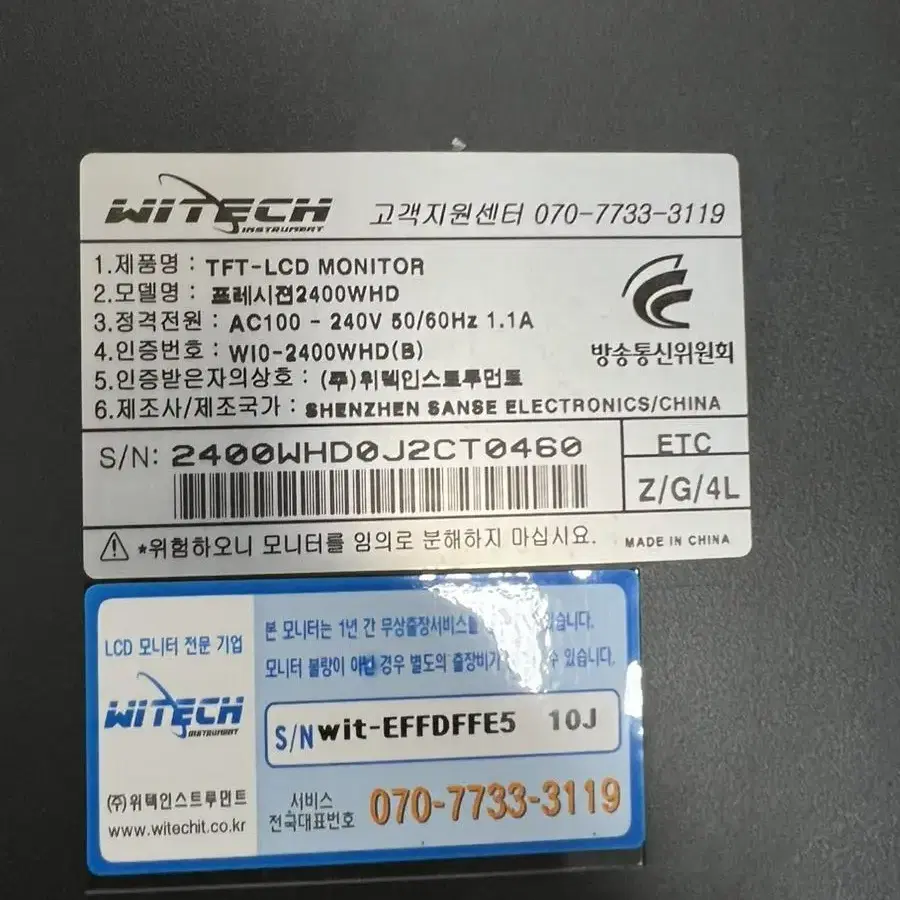 WITECH
INSTRUMENT
고객지원센터 070-7733-3119
1.제품명 : TFT-LCD MONITOR
2.모델명 : 프레시젼2400WHD
3.정격전원 : AC100 - 240V 50/60Hz 1.1A
4.인증번호 : WI0-2400WHD(B)
5.인증받은자의상호 : (주)위텍인스트루먼트
6.제조사/제조국가 : SHENZHEN SANSE ELECTRONICS/CHINA
방송통신위원회
S/N: 2400WHD0J2CT0460
ETC
Z/G/4L
*위험하오니 모니터를 임의로 분해하지 마십시요.
MADE IN CHINA
LCD 모니터 전문 기업
WITECH
INSTRUMENT
(주)위텍인스트루먼트
www.witechit.co.kr
본 모니터는 1년 간 무상출장서비스를
모니터 불량이 아닌 경우 별도의 출장비가 수 있습니다.
S/N wit-EFFDFFE5 10J
서비스
전국대표번호
070-7733-3119